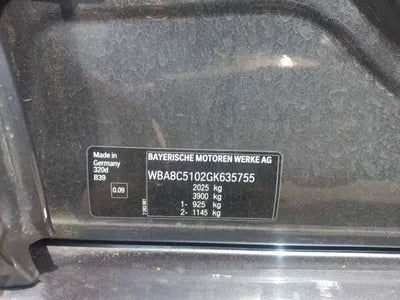 Made in
Germany
320d
B39
0.09
BAYERISCHE MOTOREN WERKE AG
WBA8C5102GK635755
2025 kg
3900 kg
1- 925 kg
2- 1145 kg